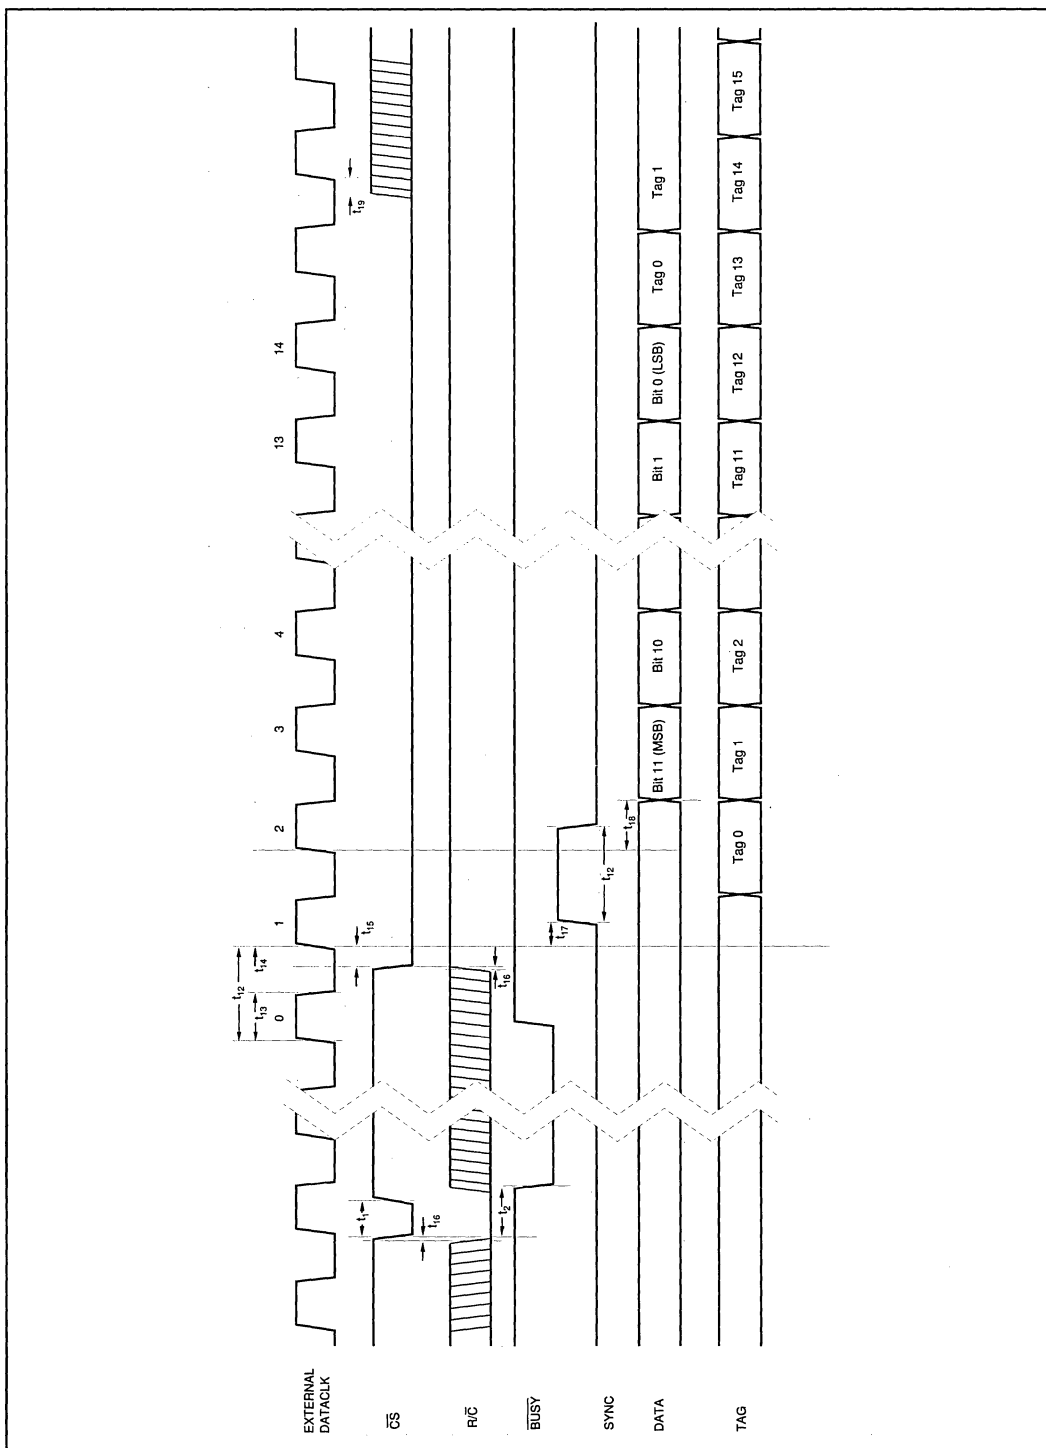 EXTERNAL
DATACLK
0
1
2
3
4
13
14
t12
t13
t14
CS
t1
t15
t19
R/C
t16
t16
BUSY
t2
SYNC
t17
t12
DATA
t18
Bit 11 (MSB)
Bit 10
Bit 1
Bit 0 (LSB)
Tag 0
Tag 1
TAG
Tag 0
Tag 1
Tag 2
Tag 11
Tag 12
Tag 13
Tag 14
Tag 15